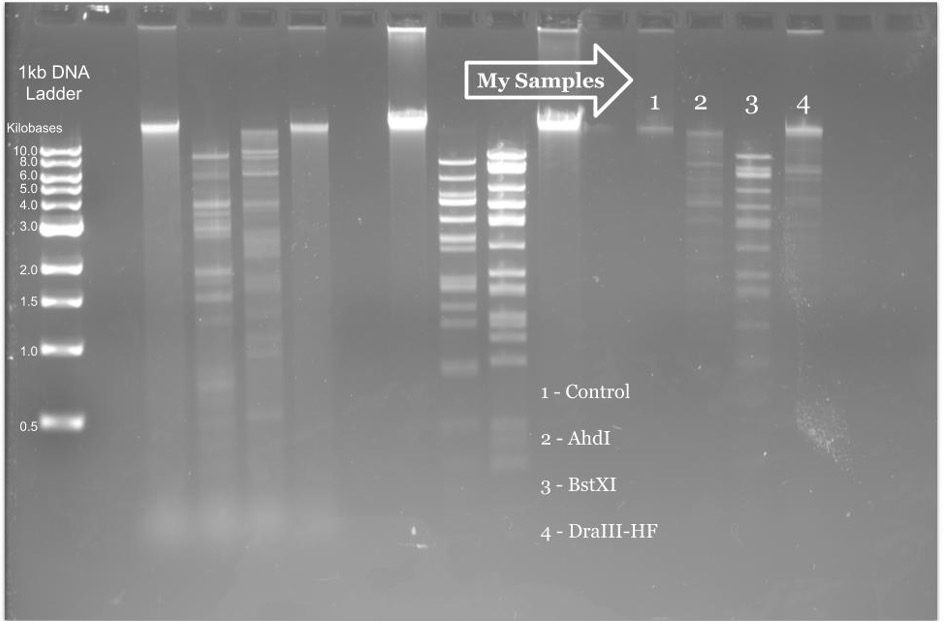 1kb DNA
Ladder
Kilobases
10.0
8.0
6.0
5.0
4.0
3.0
2.0
1.5
1.0
0.5
My Samples
1 2 3 4
1 - Control
2 - AhdI
3 - BstXI
4 - DraIII-HF